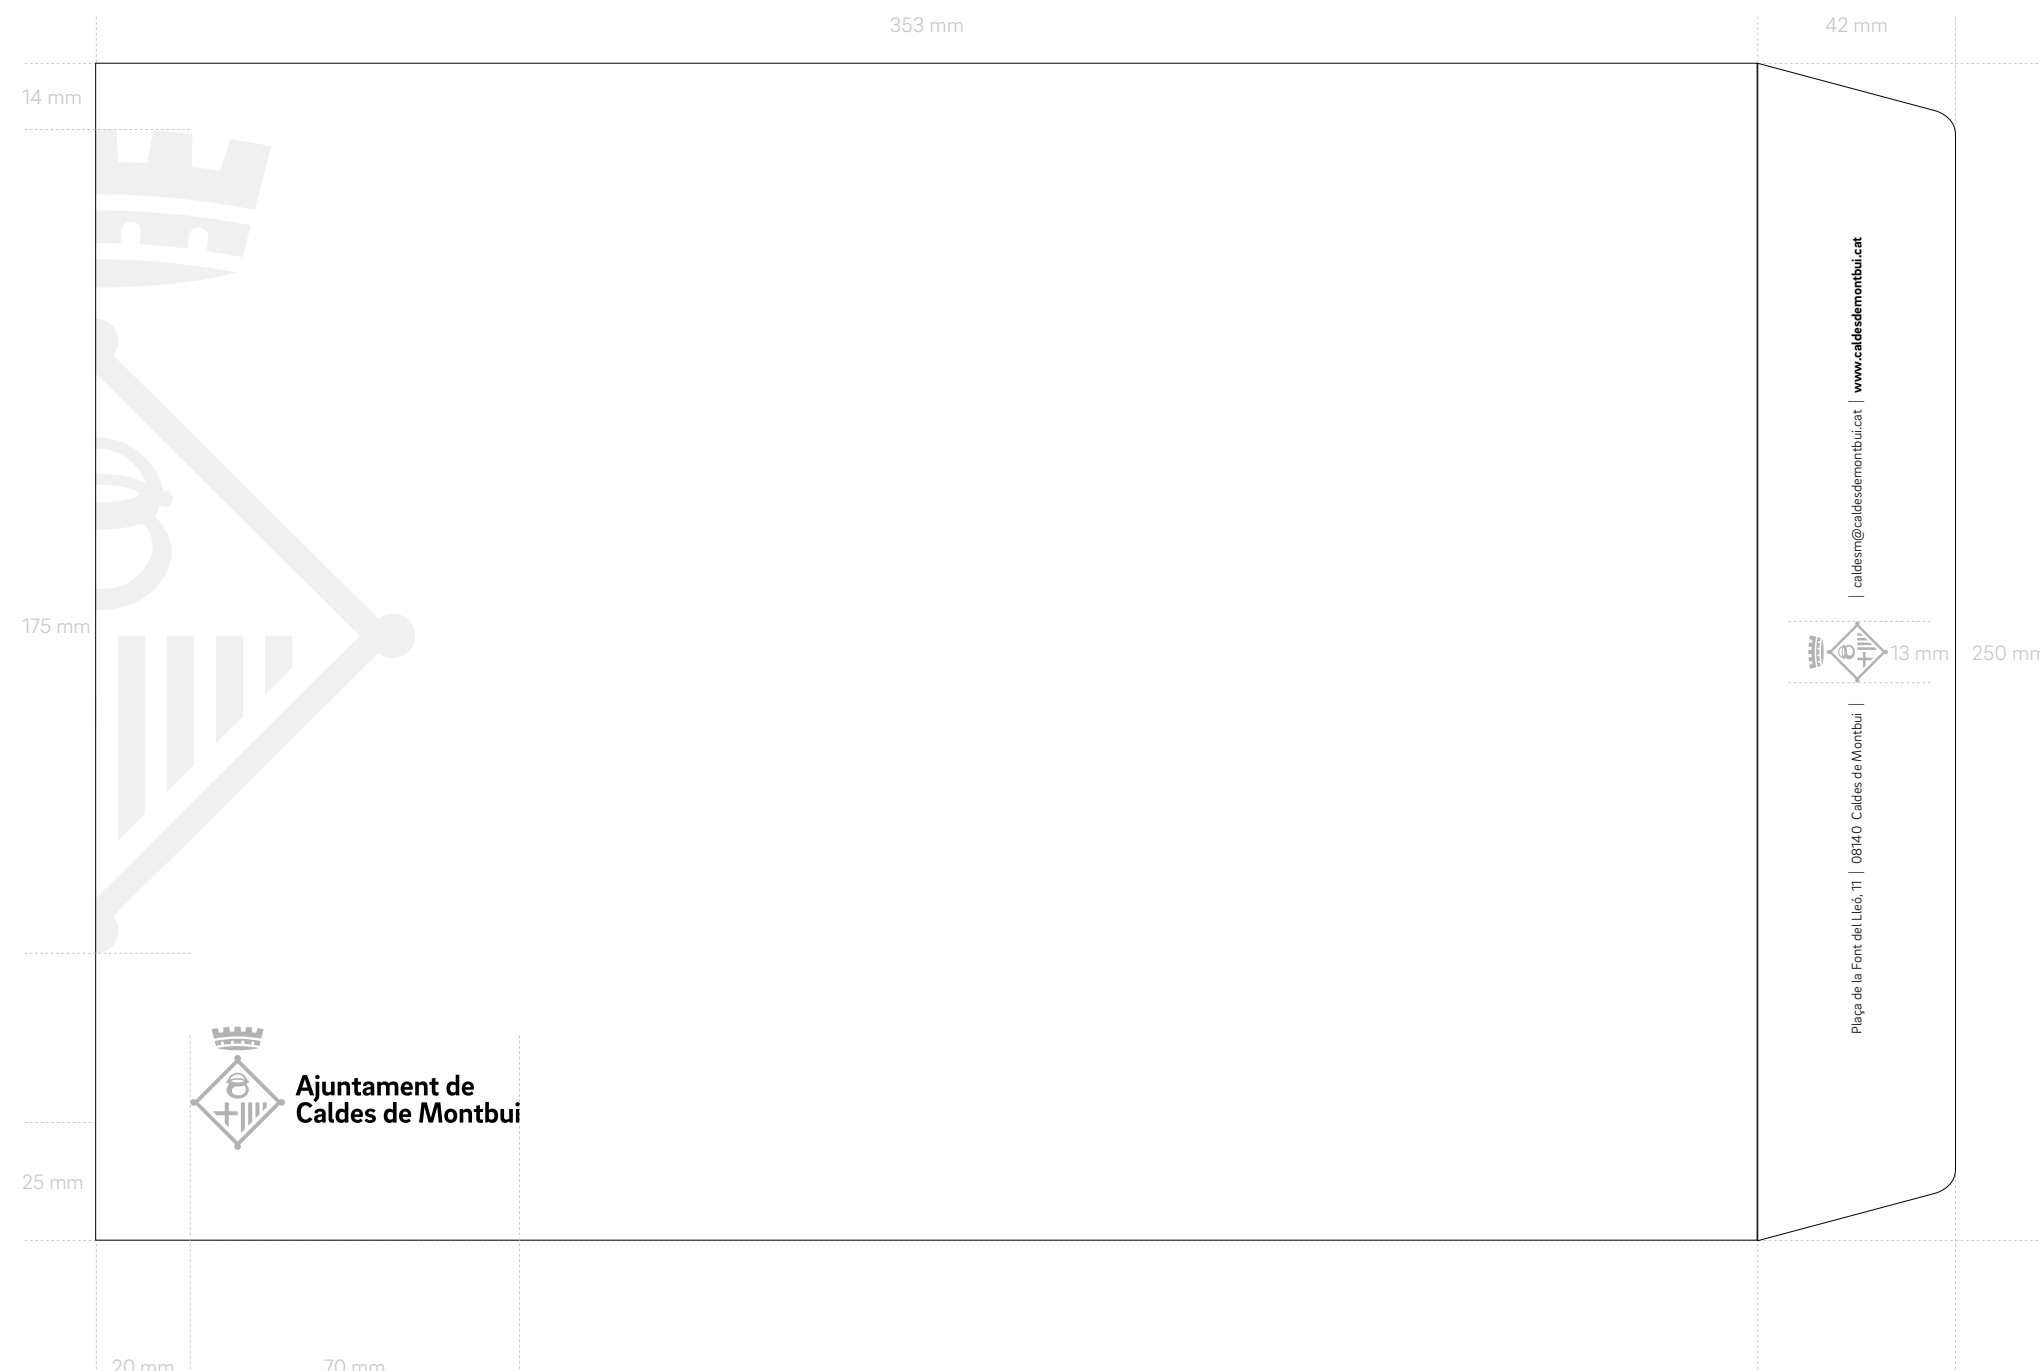 353 mm
42 mm
14 mm
175 mm
Plaça de la Font del Lleó, 11 | 08140 Caldes de Montbui |
| caldesm@caldesdemontbui.cat | www.caldesdemontbui.cat
13 mm
250 mm
Ajuntament de
Caldes de Montbui
25 mm
20 mm
70 mm